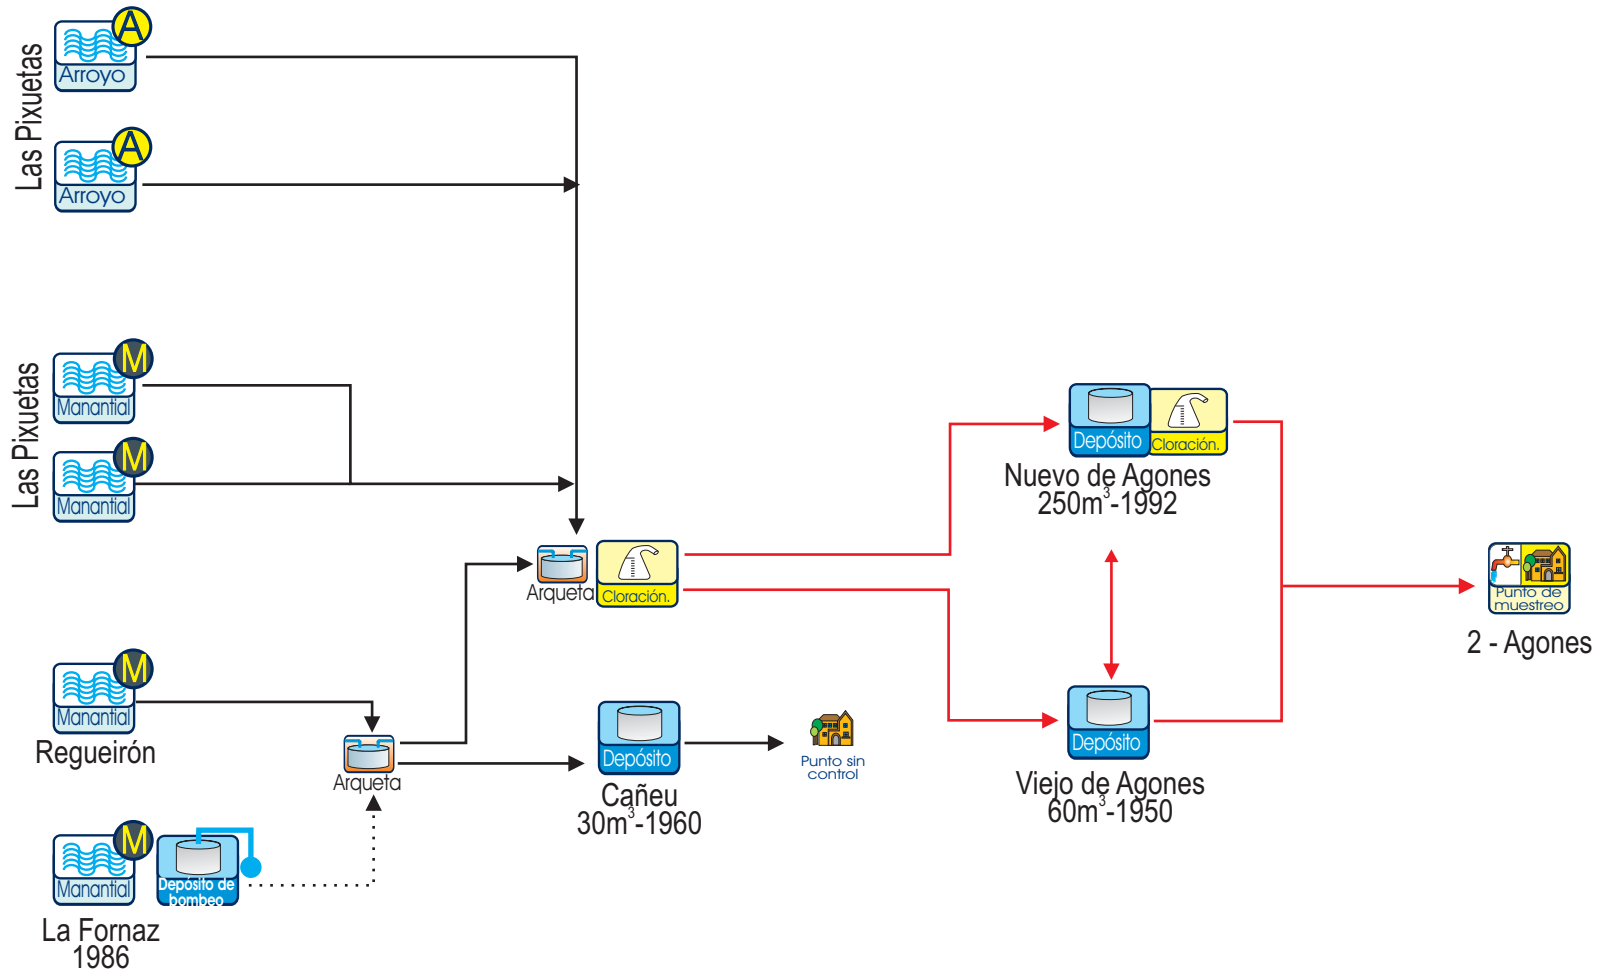 Las Pixuetas
A
Arroyo
A
Arroyo
Las Pixuetas
M
Manantial
M
Manantial
M
Manantial
Regueirón
Arqueta
M
Manantial
Depósito de
bombeo
La Fornaz
1986
Arqueta
Cloración.
Depósito
Cañeu
30m³-1960
Punto sin
control
Depósito
Cloración.
Nuevo de Agones
250m³-1992
Depósito
Viejo de Agones
60m³-1950
Punto de
muestreo
2 - Agones